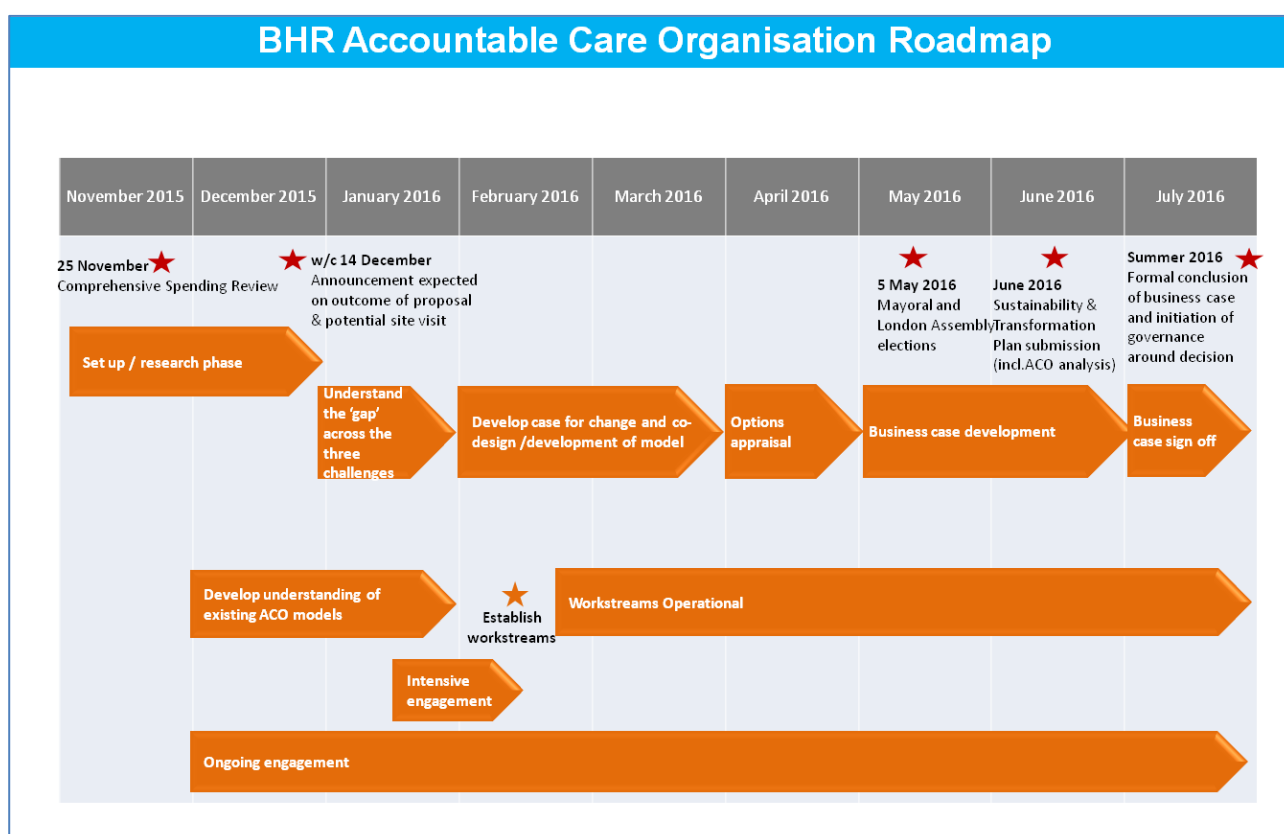 BHR Accountable Care Organisation Roadmap
November 2015
December 2015
January 2016
February 2016
March 2016
April 2016
May 2016
June 2016
July 2016
25 November
Comprehensive Spending Review
w/c 14 December
Announcement expected
on outcome of proposal
& potential site visit
5 May 2016
Mayoral and
London Assembly
elections
June 2016
Sustainability &
Transformation
Plan submission
(incl.ACO analysis)
Summer 2016
Formal conclusion
of business case
and initiation of
governance
around decision
Set up / research phase
Understand
the 'gap'
across the
three
challenges
Develop case for change and co-
design /development of model
Options
appraisal
Business case development
Business
case sign off
Develop understanding of
existing ACO models
Establish
workstreams
Workstreams Operational
Intensive
engagement
Ongoing engagement